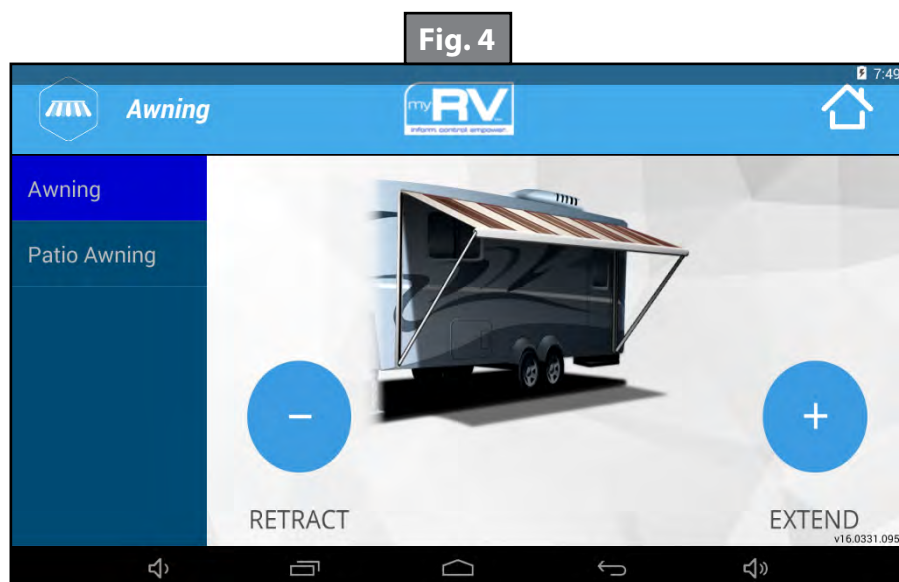 Fig. 4
7:49
Awning
my RV
inform. control. empower.
Awning
Patio Awning
−
+
RETRACT
EXTEND
v16.0331.095